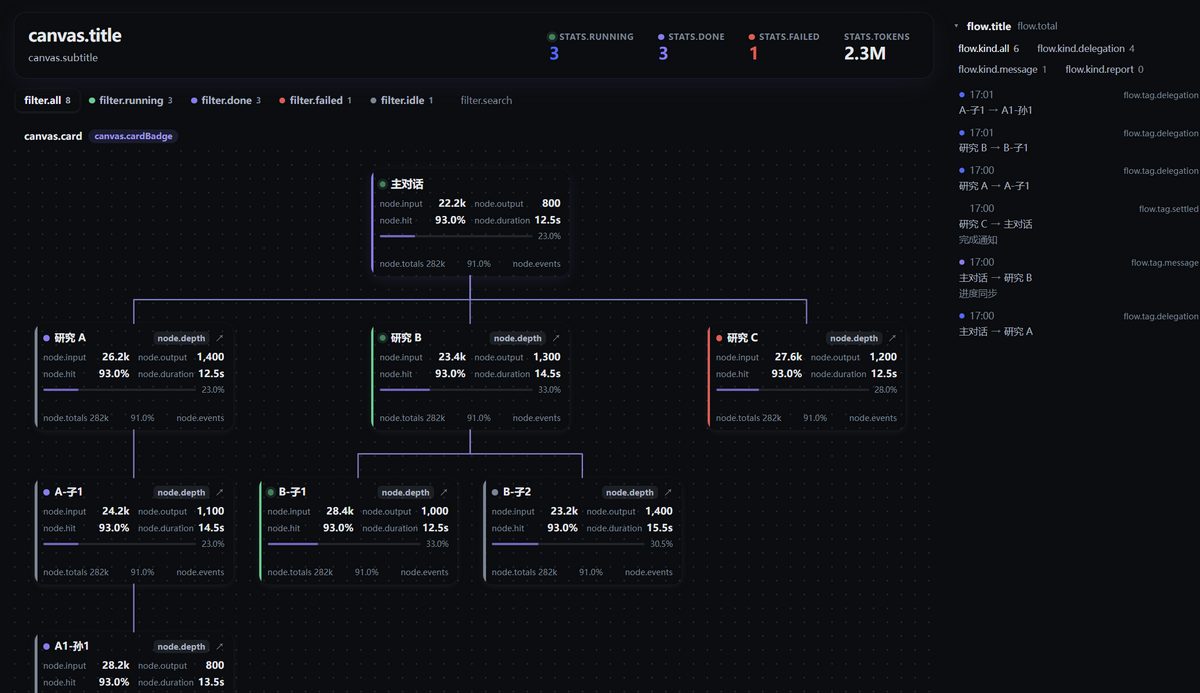 canvas.title
canvas.subtitle
STATS.RUNNING
3
STATS.DONE
3
STATS.FAILED
1
STATS.TOKENS
2.3M
filter.all 8
filter.running 3
filter.done 3
filter.failed 1
filter.idle 1
filter.search
canvas.card canvas.cardBadge
主对话
node.input 22.2k node.output 800
node.hit 93.0% node.duration 12.5s
23.0%
node.totals 282k 91.0% node.events
研究 A node.depth ↗
node.input 26.2k node.output 1,400
node.hit 93.0% node.duration 12.5s
23.0%
node.totals 282k 91.0% node.events
研究 B node.depth ↗
node.input 23.4k node.output 1,300
node.hit 93.0% node.duration 14.5s
33.0%
node.totals 282k 91.0% node.events
研究 C node.depth ↗
node.input 27.6k node.output 1,200
node.hit 93.0% node.duration 12.5s
28.0%
node.totals 282k 91.0% node.events
A-子1 node.depth ↗
node.input 24.2k node.output 1,100
node.hit 93.0% node.duration 14.5s
23.0%
node.totals 282k 91.0% node.events
B-子1 node.depth ↗
node.input 28.4k node.output 1,000
node.hit 93.0% node.duration 12.5s
33.0%
node.totals 282k 91.0% node.events
B-子2 node.depth ↗
node.input 23.2k node.output 1,400
node.hit 93.0% node.duration 15.5s
30.5%
node.totals 282k 91.0% node.events
A1-孙1 node.depth ↗
node.input 28.2k node.output 800
node.hit 93.0% node.duration 13.5s
flow.title flow.total
flow.kind.all 6 flow.kind.delegation 4
flow.kind.message 1 flow.kind.report 0
17:01 flow.tag.delegation
A-子1 → A1-孙1
17:01 flow.tag.delegation
研究 B → B-子1
17:00 flow.tag.delegation
研究 A → A-子1
17:00 flow.tag.settled
研究 C → 主对话
完成通知
17:00 flow.tag.message
主对话 → 研究 B
进度同步
17:00 flow.tag.delegation
主对话 → 研究 A